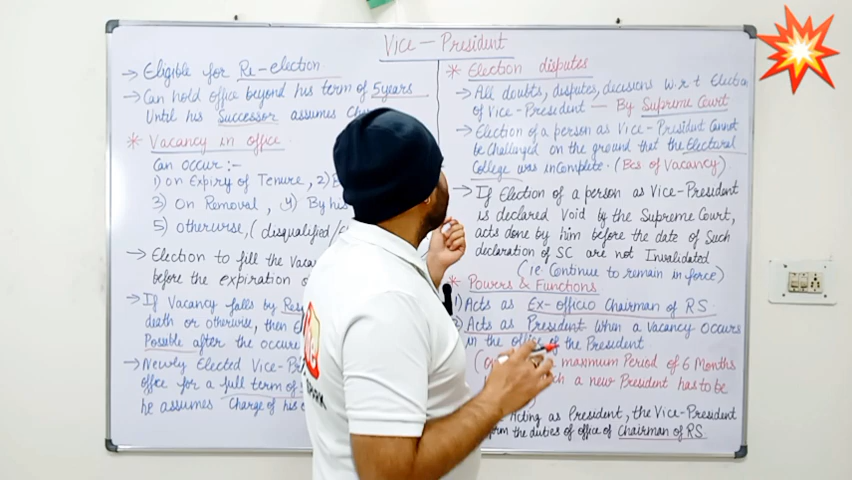 Vice - President
→ Eligible for Re-election
→ Can hold office beyond his term of 5 years
Until his Successor assumes
* Vacancy in office
Can occur :-
1) on Expiry of Tenure, 2)
3) On Removal, 4) By his
5) otherwise, (disqualified/
→ Election to fill the
before the expiration
→ If Vacancy falls by
death or otherwise, then
Possible after the
→ Newly Elected Vice-
office for a full term of
he assumes Charge of his
* Election disputes
→ All doubts, disputes, decisions w.r.t
of Vice-President — By Supreme Court
→ Election of a person as Vice-President Cannot
be Challayed on the ground that the Electoral
College was incomplete. (Bcs of Vacancy)
→ If Election of a person as Vice-President
is declared Void by the Supreme Court,
acts done by him before the date of Such
declaration of SC are not Invalidated
(ie Continue to remain in force)
* Powers & Functions
1) Acts as Ex-officio Chairman of RS.
2) Acts as President when a Vacancy occurs
in the office of the President
maximum Period of 6 Months
a new President has to be
Acting as President, the Vice-President
the duties of office of Chairman of RS.